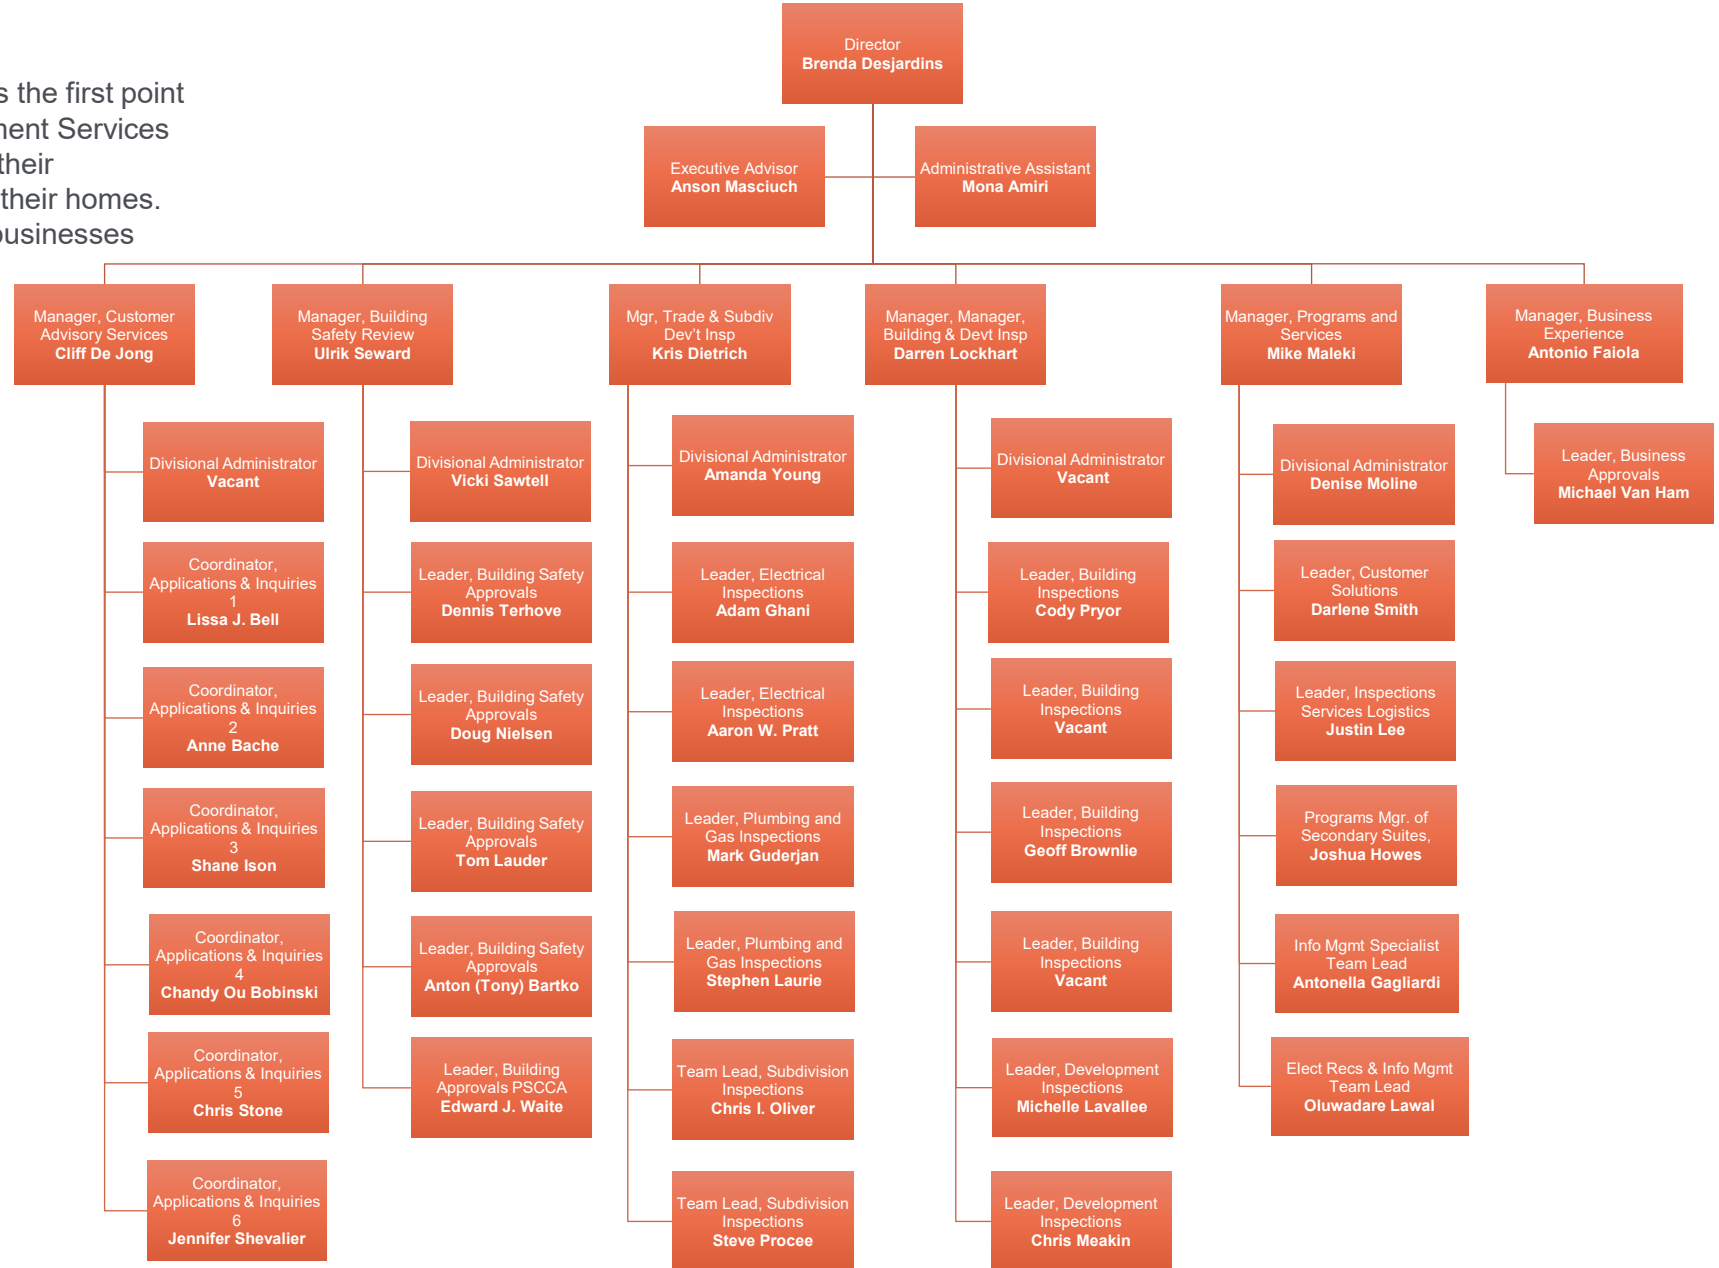 Director
Brenda Desjardins
s the first point
nent Services
their
their homes.
businesses
Executive Advisor
Anson Masciuch
Administrative Assistant
Mona Amiri
Manager, Customer
Advisory Services
Cliff De Jong
Manager, Building
Safety Review
Ulrik Seward
Mgr, Trade & Subdiv
Dev't Insp
Kris Dietrich
Manager, Manager,
Building & Devt Insp
Darren Lockhart
Manager, Programs and
Services
Mike Maleki
Manager, Business
Experience
Antonio Faiola
Divisional Administrator
Vacant
Coordinator,
Applications & Inquiries
1
Lissa J. Bell
Coordinator,
Applications & Inquiries
2
Anne Bache
Coordinator,
Applications & Inquiries
3
Shane Ison
Coordinator,
Applications & Inquiries
4
Chandy Ou Bobinski
Coordinator,
Applications & Inquiries
5
Chris Stone
Coordinator,
Applications & Inquiries
6
Jennifer Shevalier
Divisional Administrator
Vicki Sawtell
Leader, Building Safety
Approvals
Dennis Terhove
Leader, Building Safety
Approvals
Doug Nielsen
Leader, Building Safety
Approvals
Tom Lauder
Leader, Building Safety
Approvals
Anton (Tony) Bartko
Leader, Building
Approvals PSCCA
Edward J. Waite
Divisional Administrator
Amanda Young
Leader, Electrical
Inspections
Adam Ghani
Leader, Electrical
Inspections
Aaron W. Pratt
Leader, Plumbing and
Gas Inspections
Mark Guderjan
Leader, Plumbing and
Gas Inspections
Stephen Laurie
Team Lead, Subdivision
Inspections
Chris I. Oliver
Team Lead, Subdivision
Inspections
Steve Procee
Divisional Administrator
Vacant
Leader, Building
Inspections
Cody Pryor
Leader, Building
Inspections
Vacant
Leader, Building
Inspections
Geoff Brownlie
Leader, Building
Inspections
Vacant
Leader, Development
Inspections
Michelle Lavallee
Leader, Development
Inspections
Chris Meakin
Divisional Administrator
Denise Moline
Leader, Customer
Solutions
Darlene Smith
Leader, Inspections
Services Logistics
Justin Lee
Programs Mgr. of
Secondary Suites,
Joshua Howes
Info Mgmt Specialist
Team Lead
Antonella Gagliardi
Elect Recs & Info Mgmt
Team Lead
Oluwadare Lawal
Leader, Business
Approvals
Michael Van Ham